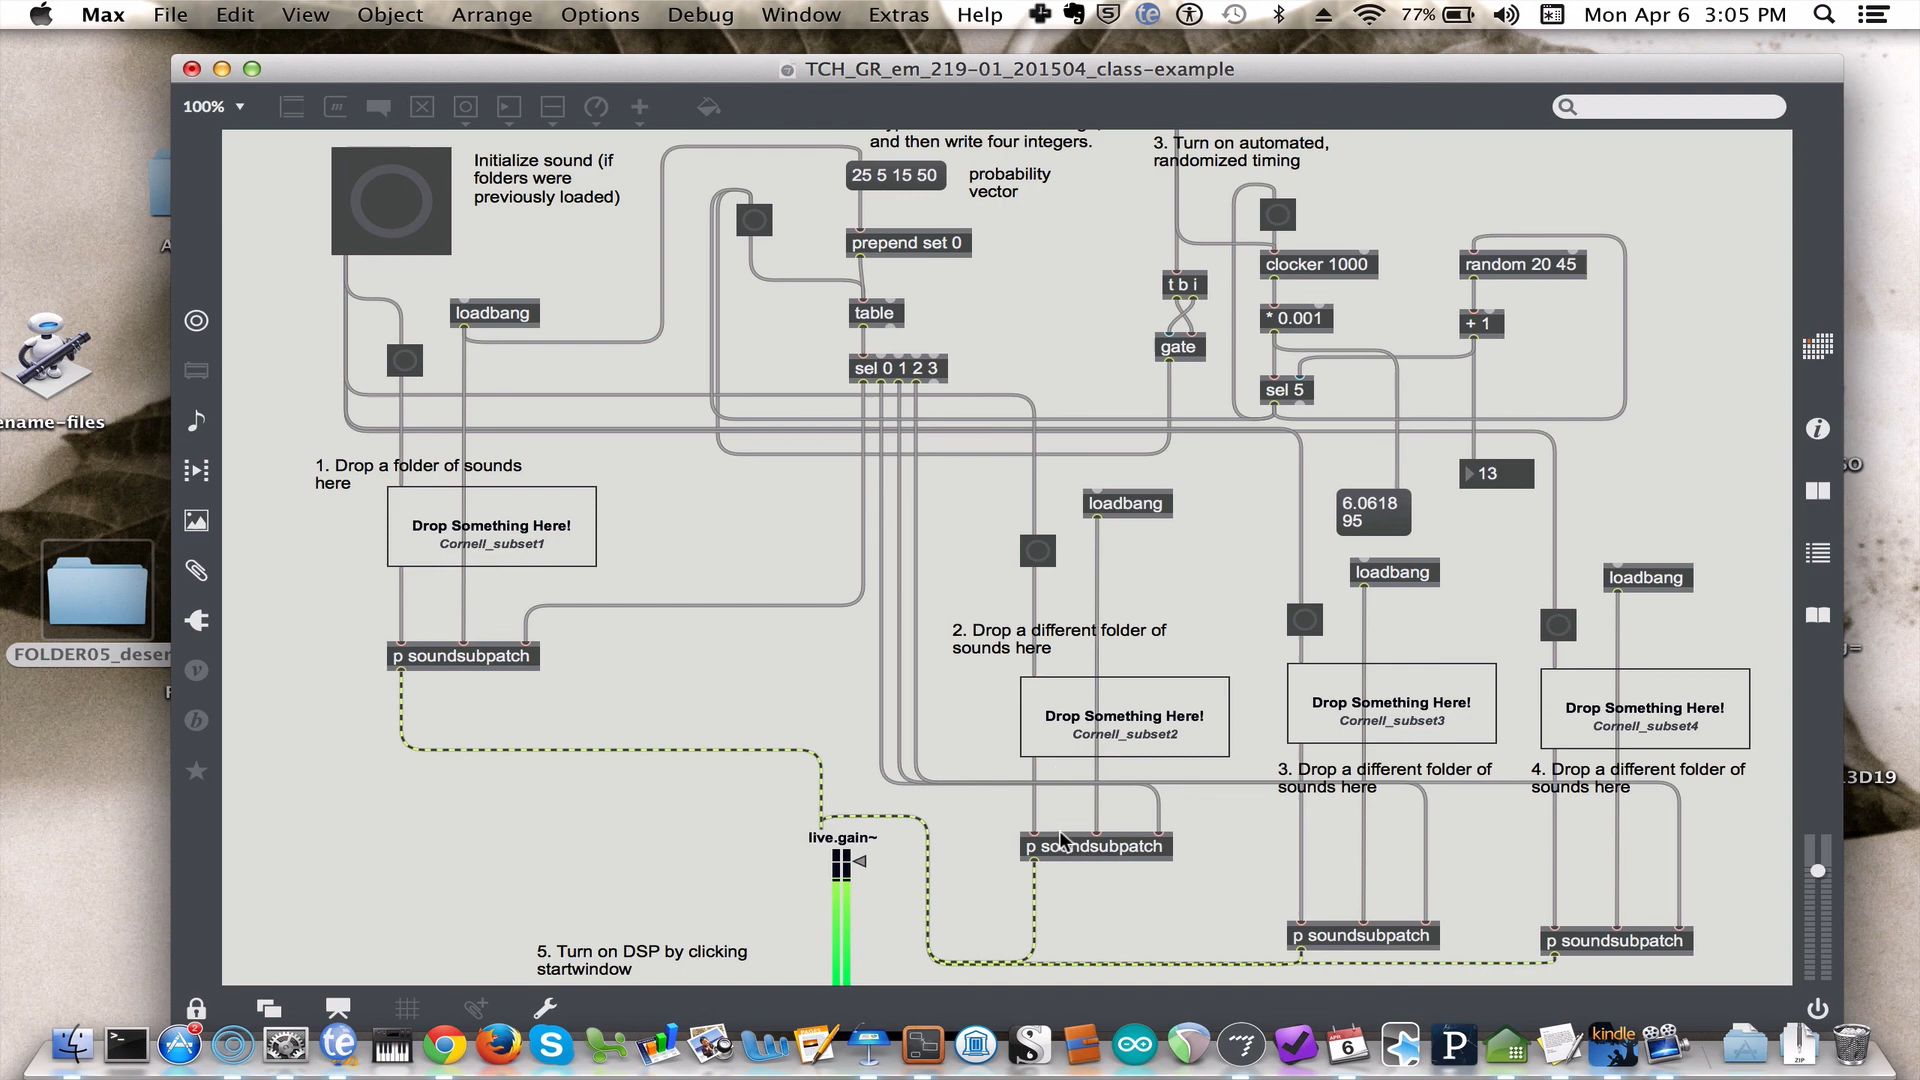 Max File Edit View Object Arrange Options Debug Window Extras Help 77% Mon Apr 6 3:05 PM
TCH_GR_em_219-01_201504_class-example
100%
and then write four integers.
3. Turn on automated,
randomized timing
Initialize sound (if
folders were
previously loaded)
25 5 15 50
probability
vector
prepend set 0
clocker 1000
random 20 45
t b i
loadbang
table
* 0.001
+ 1
gate
sel 0 1 2 3
sel 5
ename-files
1. Drop a folder of sounds
here
13
6.0618
95
loadbang
Drop Something Here!
Cornell_subset1
loadbang
loadbang
2. Drop a different folder of
sounds here
FOLDER05_deser
p soundsubpatch
Drop Something Here!
Cornell_subset2
Drop Something Here!
Cornell_subset3
Drop Something Here!
Cornell_subset4
3. Drop a different folder of
sounds here
4. Drop a different folder of
sounds here
13D19
live.gain~
p soundsubpatch
p soundsubpatch
p soundsubpatch
5. Turn on DSP by clicking
startwindow
kindle
ZIP